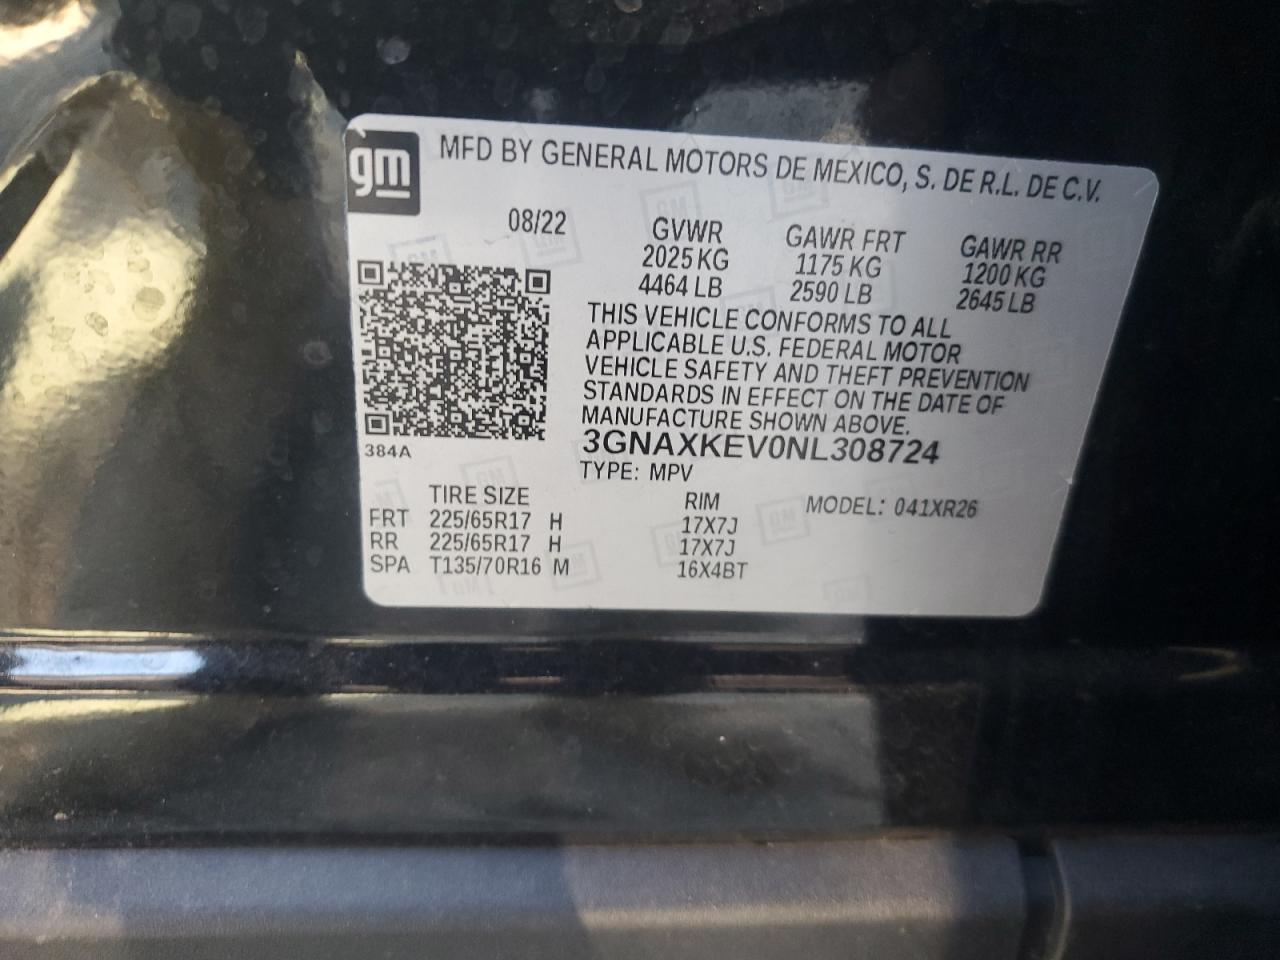 gm
MFD BY GENERAL MOTORS DE MEXICO, S. DE R.L. DE C.V.
08/22 GVWR GAWR FRT GAWR RR
2025 KG 1175 KG 1200 KG
4464 LB 2590 LB 2645 LB
THIS VEHICLE CONFORMS TO ALL
APPLICABLE U.S. FEDERAL MOTOR
VEHICLE SAFETY AND THEFT PREVENTION
STANDARDS IN EFFECT ON THE DATE OF
MANUFACTURE SHOWN ABOVE.
384A 3GNAXKEV0NL308724
TYPE: MPV
TIRE SIZE RIM MODEL: 041XR26
FRT 225/65R17 H 17X7J
RR 225/65R17 H 17X7J
SPA T135/70R16 M 16X4BT